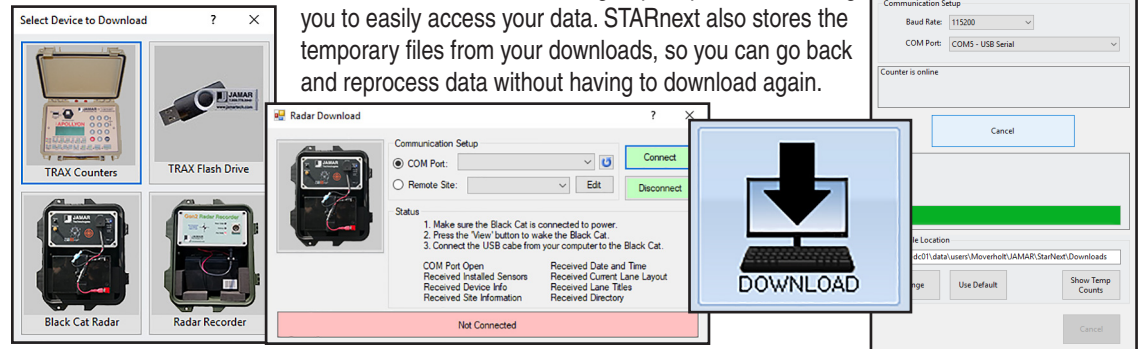 you to easily access your data. STARnext also stores the
temporary files from your downloads, so you can go back
and reprocess data without having to download again.
Select Device to Download ? X
JAMAR
APOLLYON
TRAX Counters
JAMAR
TRAX Flash Drive
JAMAR
Black Cat Radar
Radar Recorder
Radar Recorder
Radar Download ? X
JAMAR
Communication Setup
COM Port:
Connect
Remote Site:
Edit
Disconnect
Status
1. Make sure the Black Cat is connected to power.
2. Press the 'View' button to wake the Black Cat.
3. Connect the USB cabe from your computer to the Black Cat.
COM Port Open Received Date and Time
Received Installed Sensors Received Current Lane Layout
Received Device Info Received Lane Titles
Received Site Information Received Directory
Not Connected
DOWNLOAD
Communication Setup
Baud Rate: 115200
COM Port: COM5 - USB Serial
Counter is online
Cancel
Location
dc01\data\users\Moverholt\JAMAR\StarNext\Downloads
Use Default
Show Temp
Counts
Cancel